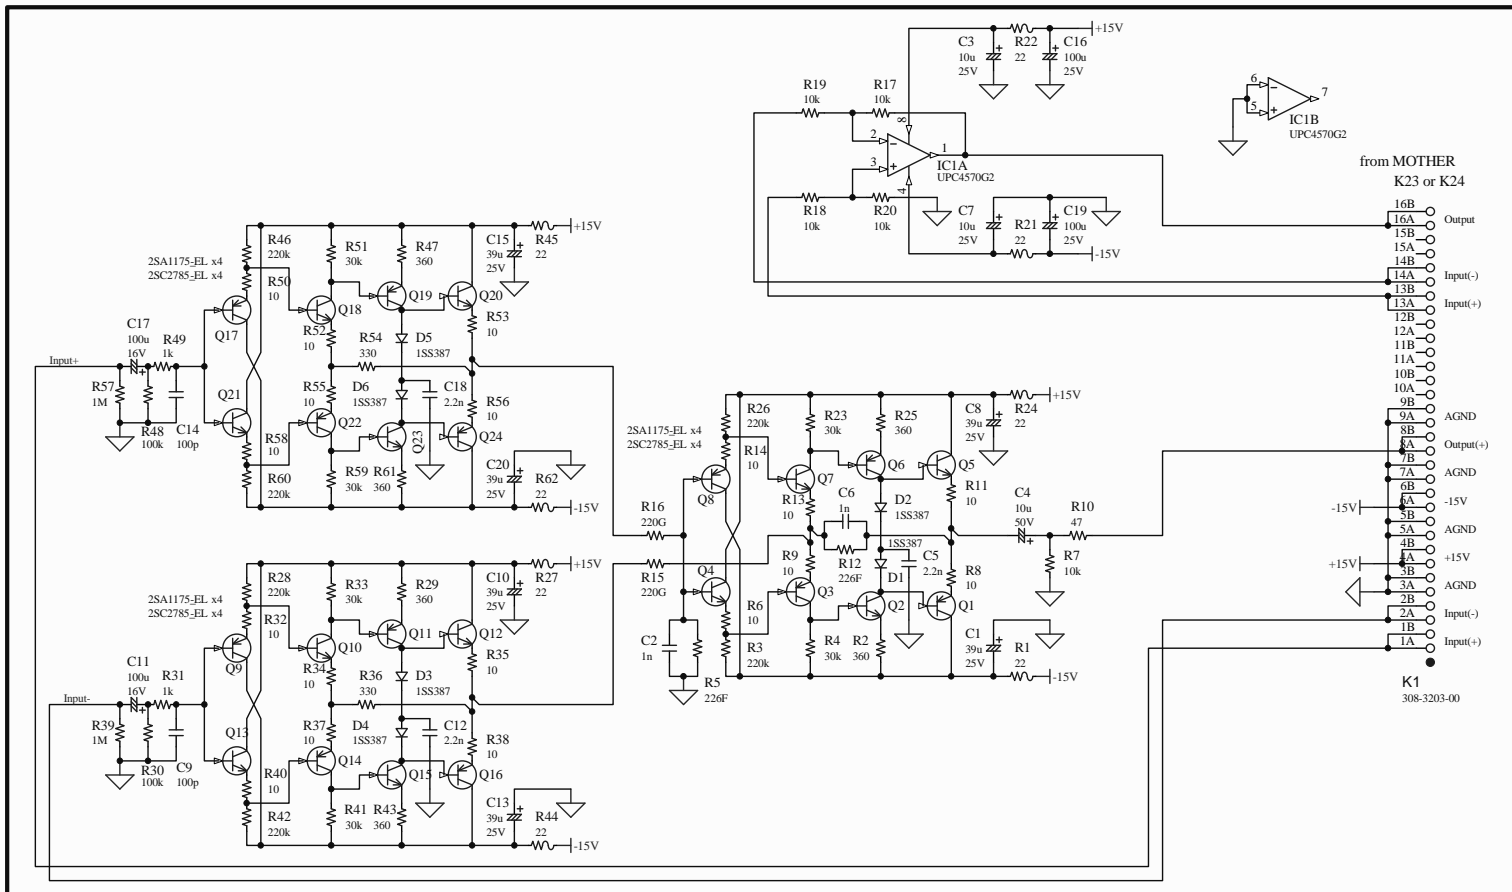 C3
10u
25V
R22
22
C16
100u
25V
+15V
R19
10k
R17
10k
8
2
3
1
4
IC1A
UPC4570G2
6
5
7
IC1B
UPC4570G2
R18
10k
R20
10k
C7
10u
25V
R21
22
C19
100u
25V
-15V
from MOTHER
K23 or K24
16B
16A
Output
15B
15A
14B
14A
Input(-)
13B
13A
Input(+)
12B
12A
11B
11A
10B
10A
9B
9A
AGND
8B
8A
Output(+)
7B
7A
AGND
6B
6A
-15V
-15V
5B
5A
AGND
4B
4A
+15V
+15V
3B
3A
AGND
2B
2A
Input(-)
1B
1A
Input(+)
K1
308-3203-00
R46
220k
R51
30k
R47
360
C15
39u
25V
R45
22
+15V
2SA1175_EL x4
2SC2785_EL x4
R50
10
Q17
Q18
Q19
Q20
R52
10
R53
10
C17
100u
16V
R49
1k
R54
330
D5
1SS387
Input+
R57
1M
R48
100k
C14
100p
Q21
R55
10
D6
1SS387
C18
2.2n
R56
10
Q22
Q23
Q24
R58
10
R60
220k
R59
30k
R61
360
C20
39u
25V
R62
22
-15V
R28
220k
R33
30k
R29
360
C10
39u
25V
R27
22
+15V
2SA1175_EL x4
2SC2785_EL x4
R32
10
Q9
Q10
Q11
Q12
R34
10
R35
10
C11
100u
16V
R31
1k
R36
330
D3
1SS387
Input-
R39
1M
R30
100k
C9
100p
Q13
R37
10
D4
1SS387
C12
2.2n
R38
10
Q14
Q15
Q16
R40
10
R42
220k
R41
30k
R43
360
C13
39u
25V
R44
22
-15V
R26
220k
R23
30k
R25
360
C8
39u
25V
R24
22
+15V
2SA1175_EL x4
2SC2785_EL x4
R14
10
Q8
Q7
Q6
Q5
R13
10
C6
1n
D2
1SS387
R11
10
R16
220G
R15
220G
C4
10u
50V
R10
47
R7
10k
R9
10
R12
226F
1SS387
D1
C5
2.2n
R8
10
Q4
Q3
Q2
Q1
R6
10
R3
220k
R4
30k
R2
360
C2
1n
R5
226F
C1
39u
25V
R1
22
-15V